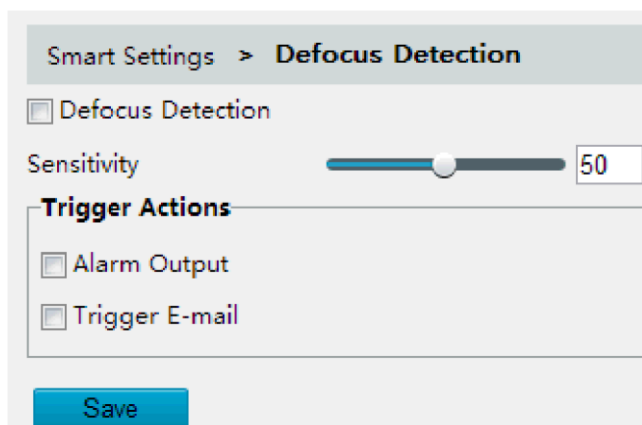 Smart Settings > Defocus Detection
Defocus Detection
Sensitivity 50
Trigger Actions
Alarm Output
Trigger E-mail
Save